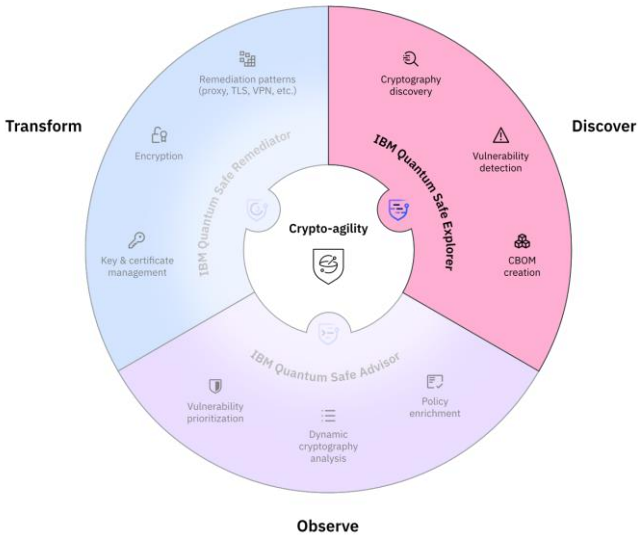 Transform
Discover
Observe
Remediation patterns
(proxy, TLS, VPN, etc.)
Encryption
Key & certificate
management
IBM Quantum Safe Remediator
Cryptography
discovery
Vulnerability
detection
CBOM
creation
IBM Quantum Safe Explorer
Crypto-agility
IBM Quantum Safe Advisor
Vulnerability
prioritization
Dynamic
cryptography
analysis
Policy
enrichment